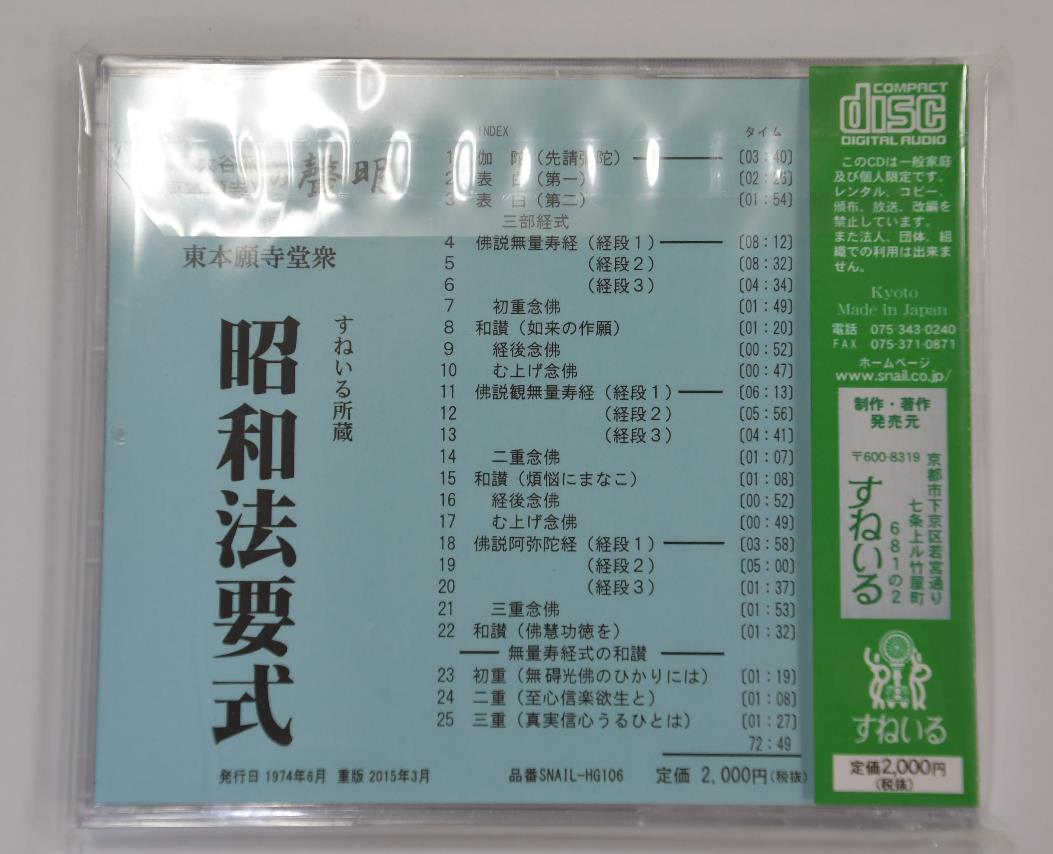 の聲明
東本願寺堂衆
すねいる所蔵
昭和法要式
INDEX タイム
1 伽 陀（先請弥陀） [03:40]
2 表 白（第一） [02:26]
3 表 白（第二） [01:54]
三部経式
4 佛説無量寿経（経段1） [08:12]
5 （経段2） [08:32]
6 （経段3） [04:34]
7 初重念佛 [01:49]
8 和讃（如来の作願） [01:20]
9 経後念佛 [00:52]
10 む上げ念佛 [00:47]
11 佛説観無量寿経（経段1） [06:13]
12 （経段2） [05:56]
13 （経段3） [04:41]
14 二重念佛 [01:07]
15 和讃（煩悩にまなこ） [01:08]
16 経後念佛 [00:52]
17 む上げ念佛 [00:49]
18 佛説阿弥陀経（経段1） [03:58]
19 （経段2） [05:00]
20 （経段3） [01:37]
21 三重念佛 [01:53]
22 和讃（佛慧功徳を） [01:32]
無量寿経式の和讃
23 初重（無碍光佛のひかりには） [01:19]
24 二重（至心信楽欲生と） [01:08]
25 三重（真実信心うるひとは） [01:27]
72:49
発行日 1974年6月 重版 2015年3月 品番SNAIL-HG106 定価 2,000円(税抜)
COMPACT
disc
DIGITAL AUDIO
このCDは一般家庭
及び個人限定です。
レンタル、コピー、
頒布、放送、改編を
禁止しています。
また法人、団体、組
織での利用は出来ま
せん。
Kyoto
Made in Japan
電話 075-343-0240
FAX 075-371-0871
ホームページ
www.snail.co.jp/
制作・著作
発売元
〒600-8319
京都市下京区若宮通り
七条上ル竹屋町
681の2
すねいる
すねいる
定価2,000円
(税抜)